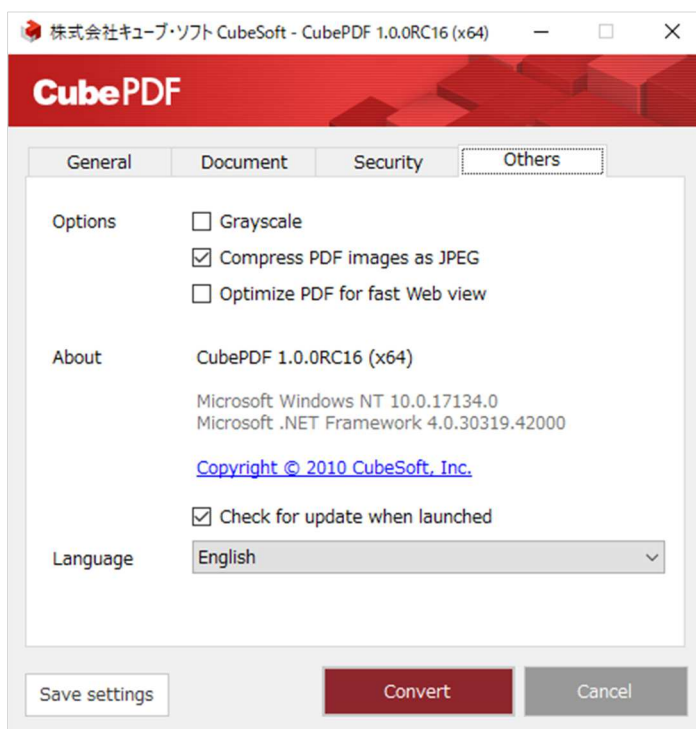 株式会社キューブ・ソフト CubeSoft - CubePDF 1.0.0RC16 (x64)
CubePDF
General Document Security Others
Options Grayscale
Compress PDF images as JPEG
Optimize PDF for fast Web view
About CubePDF 1.0.0RC16 (x64)
Microsoft Windows NT 10.0.17134.0
Microsoft .NET Framework 4.0.30319.42000
Copyright © 2010 CubeSoft, Inc.
Check for update when launched
Language English
Save settings Convert Cancel